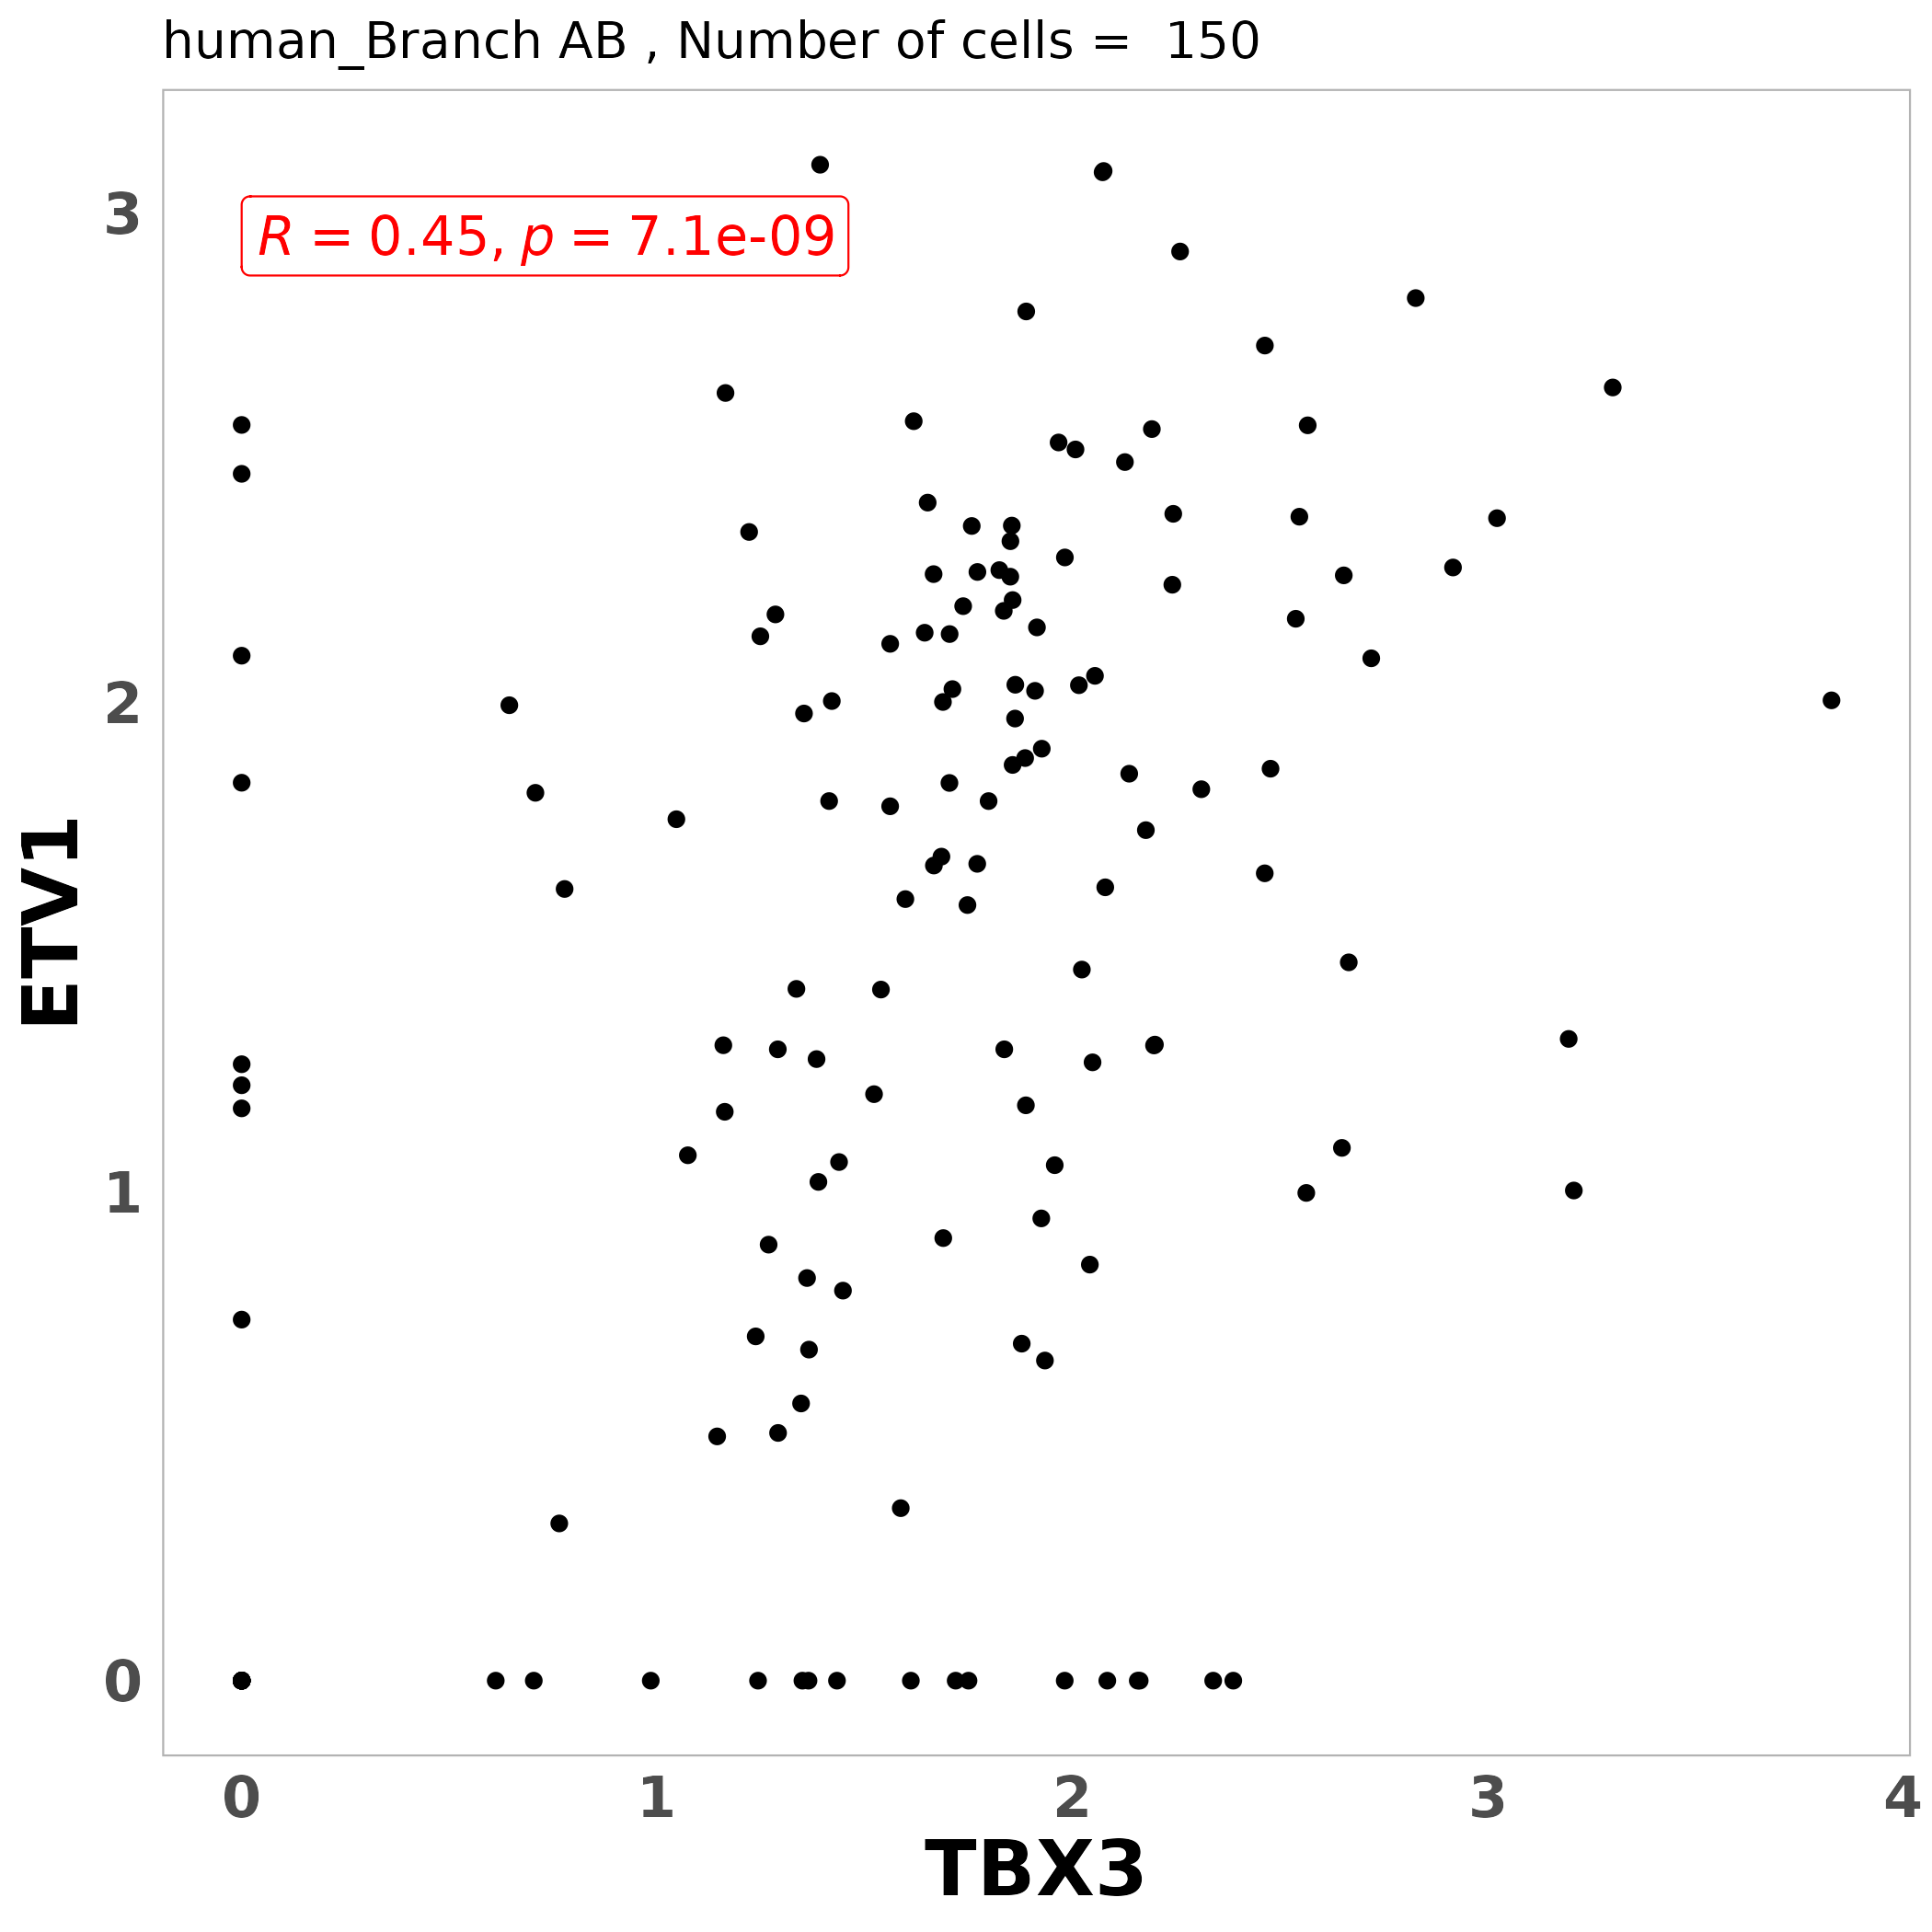 human_Branch AB , Number of cells =  150
R = 0.45, p = 7.1e-09
3
2
1
0
ETV1
0 1 2 3 4
TBX3